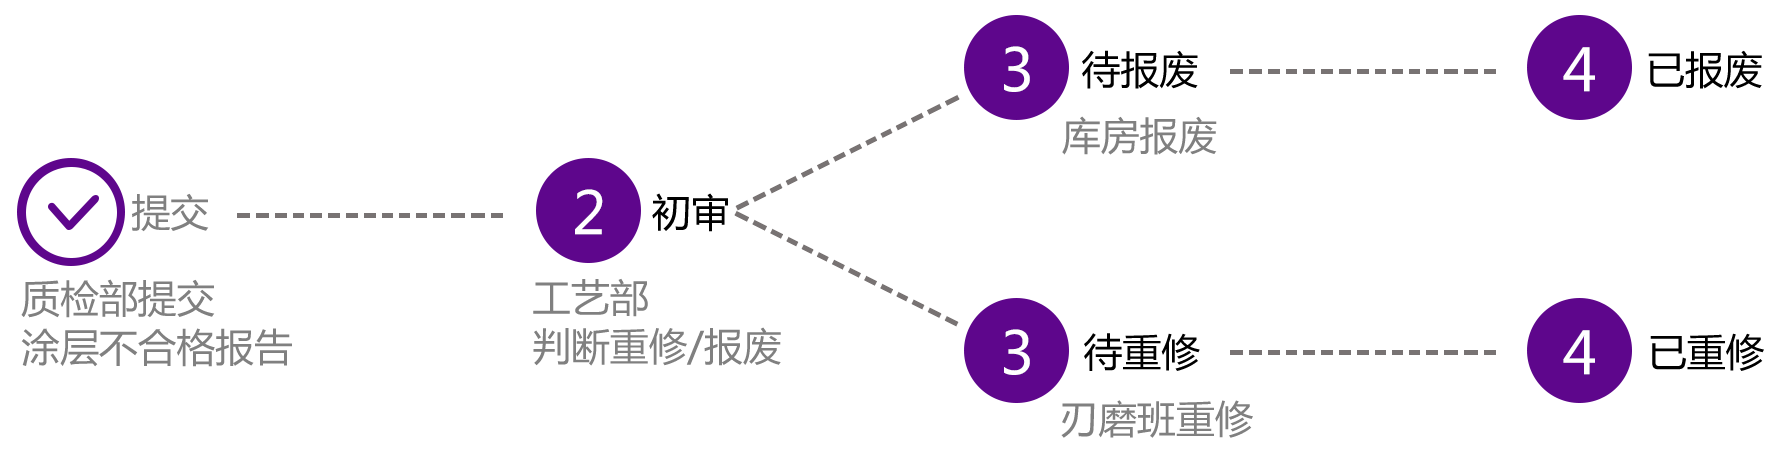 提交
质检部提交
涂层不合格报告
2 初审
工艺部
判断重修/报废
3 待报废
库房报废
4 已报废
3 待重修
刃磨班重修
4 已重修